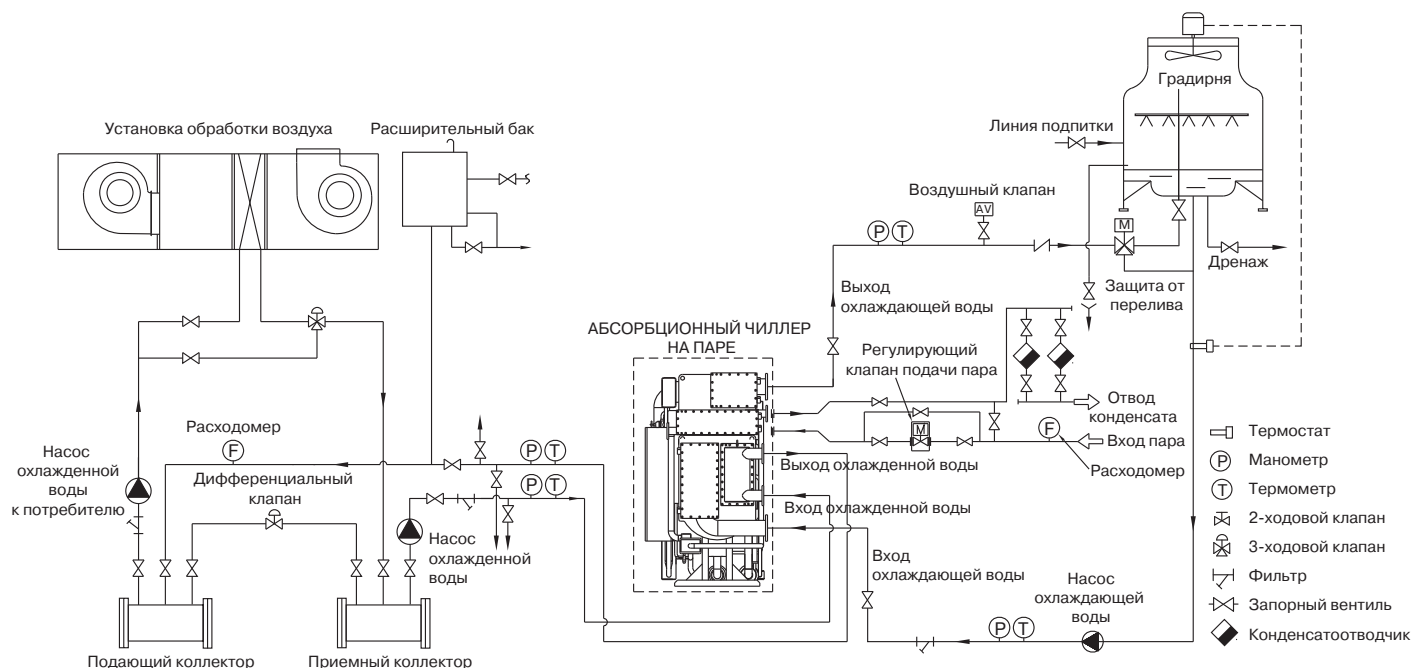 Градирня
Установка обработки воздуха
Расширительный бак
Линия подпитки
Воздушный клапан
AV
P
T
M
Дренаж
Выход
охлаждающей воды
Защита от
перелива
АБСОРБЦИОННЫЙ ЧИЛЛЕР
НА ПАРЕ
Регулирующий
клапан подачи пара
M
Отвод
конденсата
F
Вход пара
Расходомер
Расходомер
F
Насос
охлажденной
воды
к потребителю
Дифференциальный
клапан
P
T
P
T
Выход охлажденной воды
Вход охлажденной воды
Насос
охлажденной
воды
Вход
охлаждающей воды
Насос
охлаждающей
воды
P
T
Подающий коллектор
Приемный коллектор
Термостат
P
Манометр
T
Термометр
2-ходовой клапан
3-ходовой клапан
Фильтр
Запорный вентиль
Конденсатоотводчик